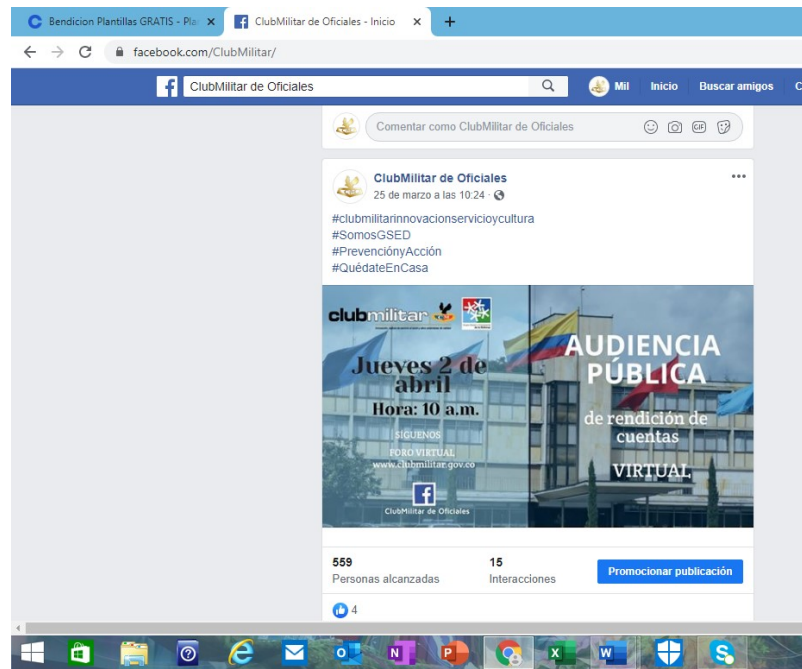 Bendicion Plantillas GRATIS - Pla
ClubMilitar de Oficiales - Inicio
facebook.com/ClubMilitar/
ClubMilitar de Oficiales
Mil
Inicio
Buscar amigos
C
Comentar como ClubMilitar de Oficiales
GIF
ClubMilitar de Oficiales
25 de marzo a las 10:24
#clubmilitarinnovacionservicioycultura
#SomosGSED
#PrevenciónyAcción
#QuédateEnCasa
clubmilitar
Jueves 2 de
abril
Hora: 10 a.m.
SIGUENOS
FORO VIRTUAL
www.clubmilitar.gov.co
ClubMilitar de Oficiales
AUDIENCIA
PÚBLICA
de rendición de
cuentas
VIRTUAL
559
Personas alcanzadas
15
Interacciones
Promocionar publicación
4